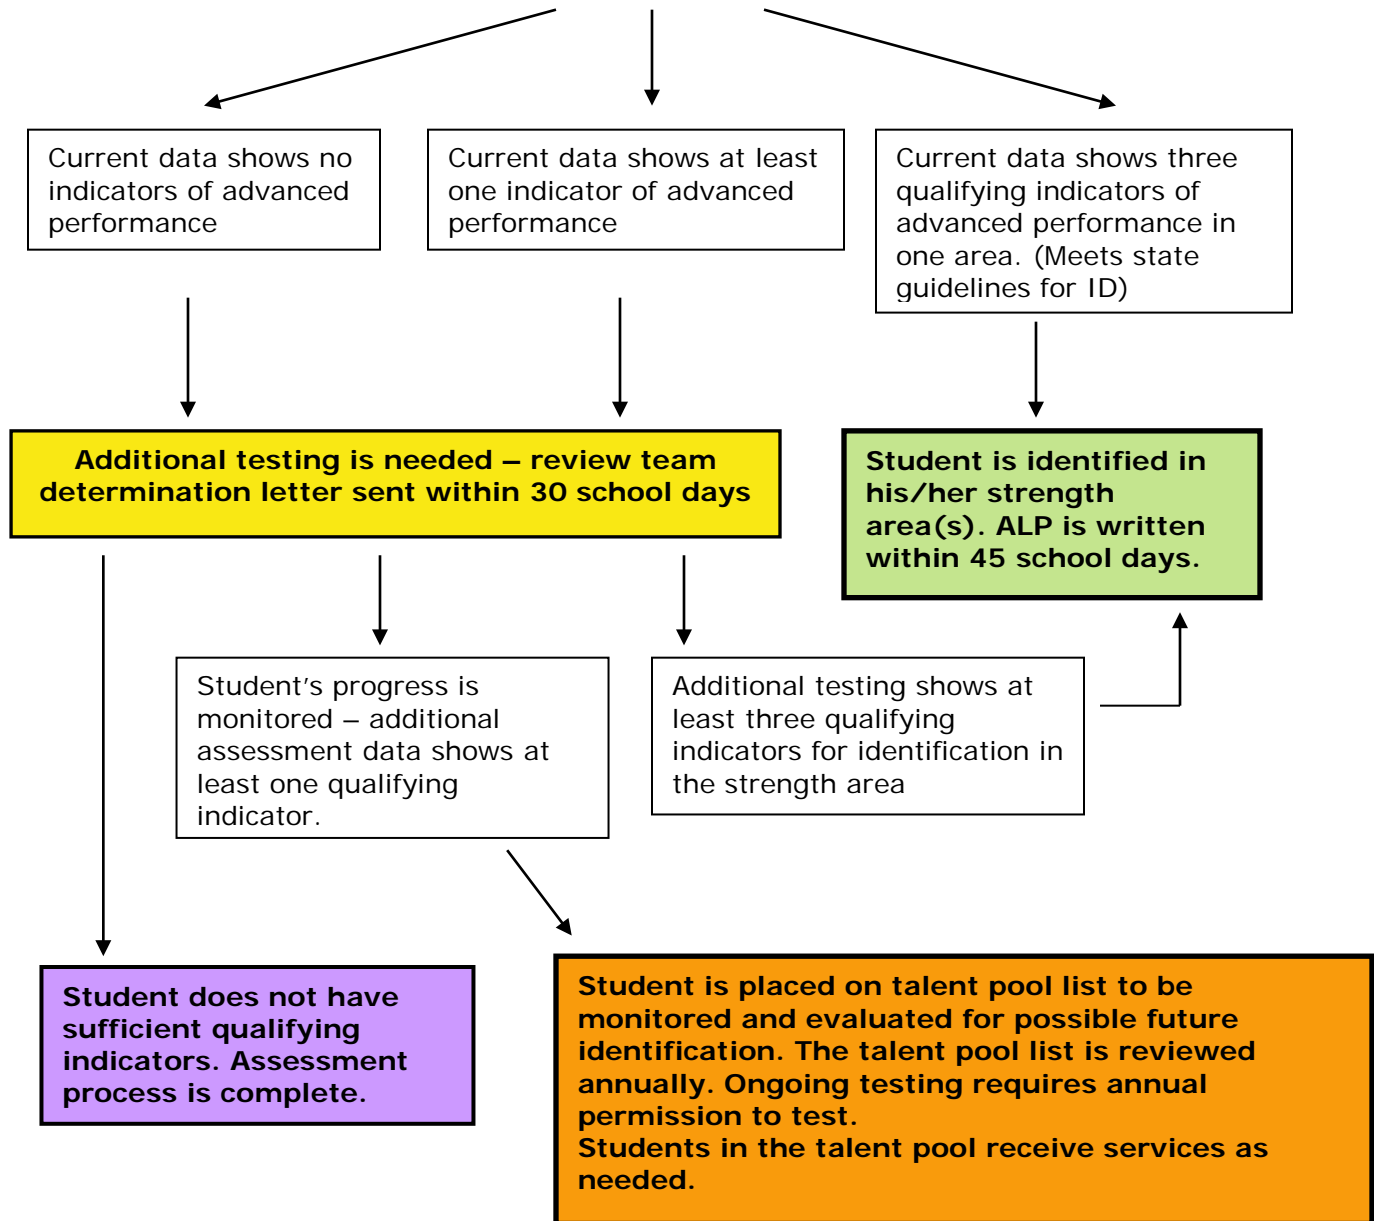 Current data shows no
indicators of advanced
performance
Current data shows at least
one indicator of advanced
performance
Current data shows three
qualifying indicators of
advanced performance in
one area. (Meets state
guidelines for ID)
Additional testing is needed – review team
determination letter sent within 30 school days
Student is identified in
his/her strength
area(s). ALP is written
within 45 school days.
Student's progress is
monitored – additional
assessment data shows at
least one qualifying
indicator.
Additional testing shows at
least three qualifying
indicators for identification in
the strength area
Student does not have
sufficient qualifying
indicators. Assessment
process is complete.
Student is placed on talent pool list to be
monitored and evaluated for possible future
identification. The talent pool list is reviewed
annually. Ongoing testing requires annual
permission to test.
Students in the talent pool receive services as
needed.